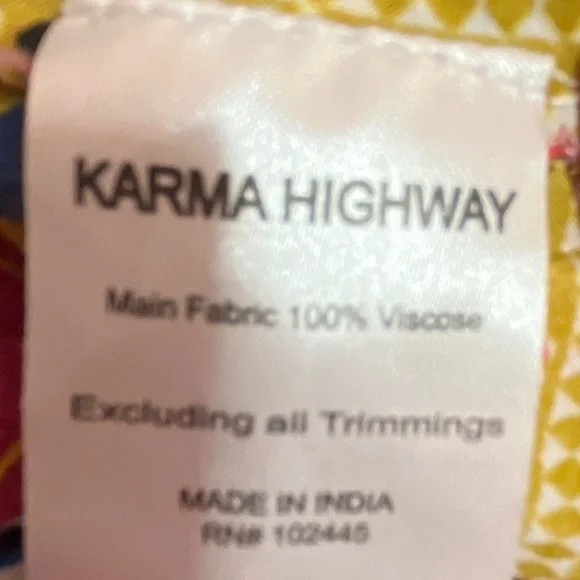 KARMA HIGHWAY
Main Fabric 100% Viscose
Excluding all Trimmings
MADE IN INDIA
RN# 102445